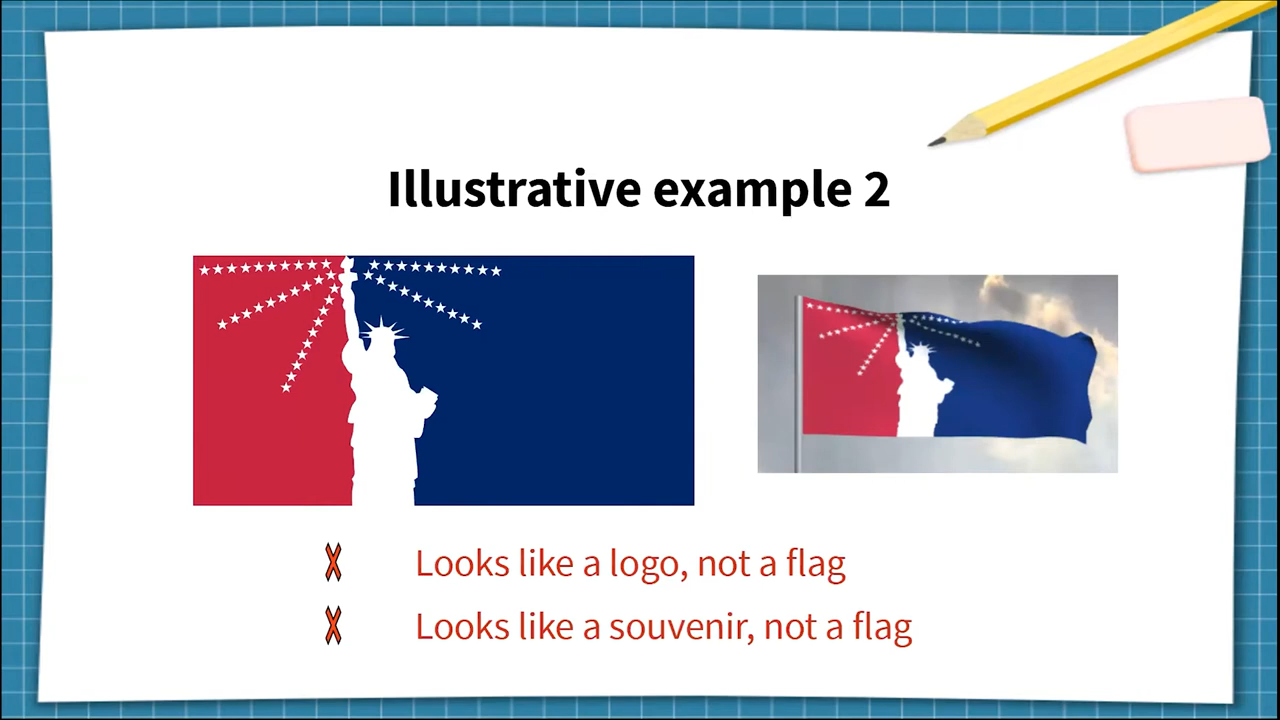 Illustrative example 2
Looks like a logo, not a flag
Looks like a souvenir, not a flag